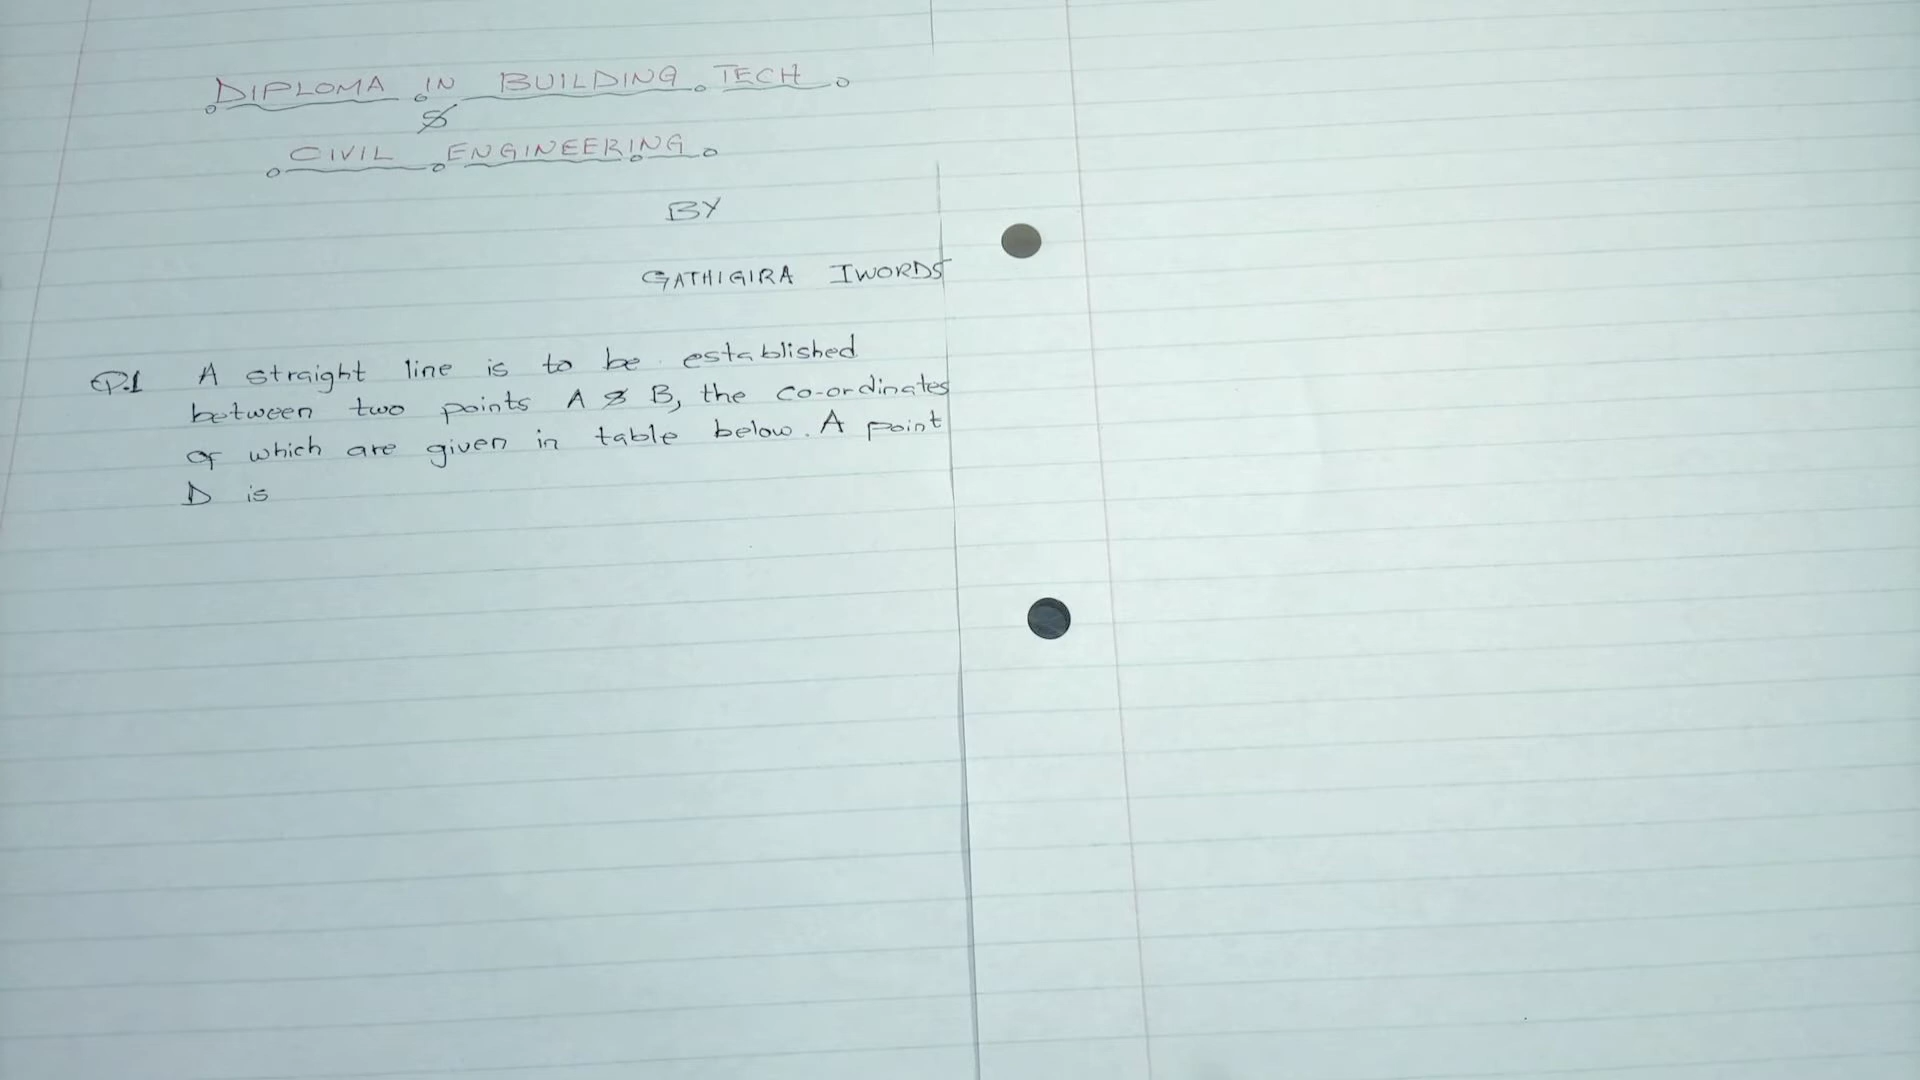 DIPLOMA IN BUILDING TECH
&
CIVIL ENGINEERING
BY
GATHIGIRA IWORDS
Q.1 A straight line is to be established
between two points A & B, the co-ordinates
of which are given in table below. A point
D is